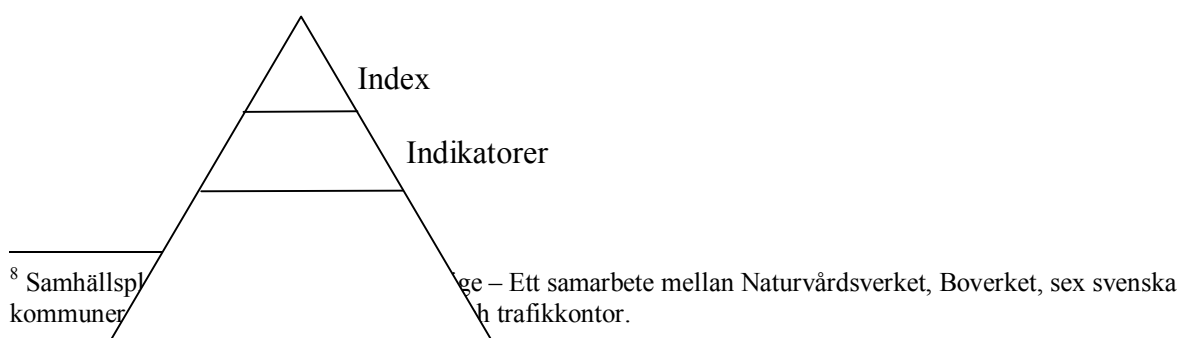 Index
Indikatorer
8 Samhällspl ge – Ett samarbete mellan Naturvårdsverket, Boverket, sex svenska
kommuner h trafikkontor.